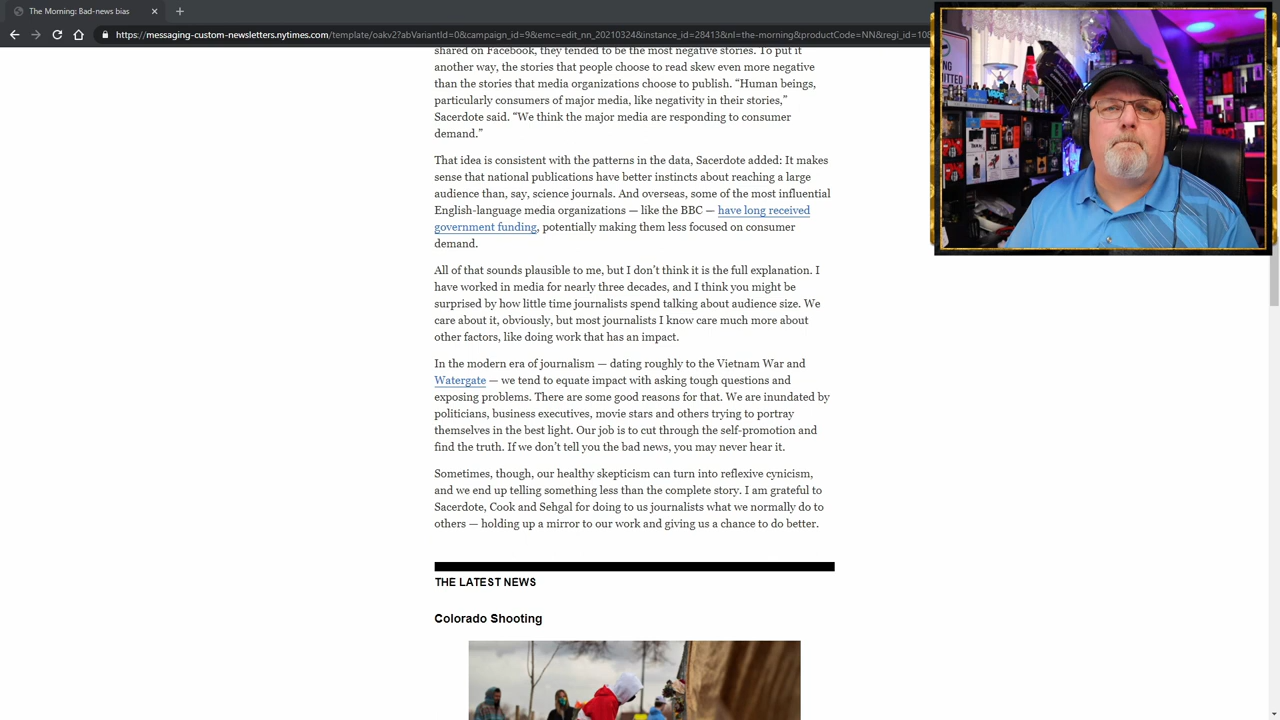 The Morning: Bad-news bias
https://messaging-custom-newsletters.nytimes.com/template/oakv2?abVariantId=0&campaign_id=9&emc=edit_nn_20210324&instance_id=28413&nl=the-morning&productCode=NN&regi_id=108
shared on Facebook, they tended to be the most negative stories. To put it
another way, the stories that people choose to read skew even more negative
than the stories that media organizations choose to publish. “Human beings,
particularly consumers of major media, like negativity in their stories,”
Sacerdote said. “We think the major media are responding to consumer
demand.”
That idea is consistent with the patterns in the data, Sacerdote added: It makes
sense that national publications have better instincts about reaching a large
audience than, say, science journals. And overseas, some of the most influential
English-language media organizations — like the BBC — have long received
government funding, potentially making them less focused on consumer
demand.
All of that sounds plausible to me, but I don’t think it is the full explanation. I
have worked in media for nearly three decades, and I think you might be
surprised by how little time journalists spend talking about audience size. We
care about it, obviously, but most journalists I know care much more about
other factors, like doing work that has an impact.
In the modern era of journalism — dating roughly to the Vietnam War and
Watergate — we tend to equate impact with asking tough questions and
exposing problems. There are some good reasons for that. We are inundated by
politicians, business executives, movie stars and others trying to portray
themselves in the best light. Our job is to cut through the self-promotion and
find the truth. If we don’t tell you the bad news, you may never hear it.
Sometimes, though, our healthy skepticism can turn into reflexive cynicism,
and we end up telling something less than the complete story. I am grateful to
Sacerdote, Cook and Sehgal for doing to us journalists what we normally do to
others — holding up a mirror to our work and giving us a chance to do better.
THE LATEST NEWS
Colorado Shooting
VAPE